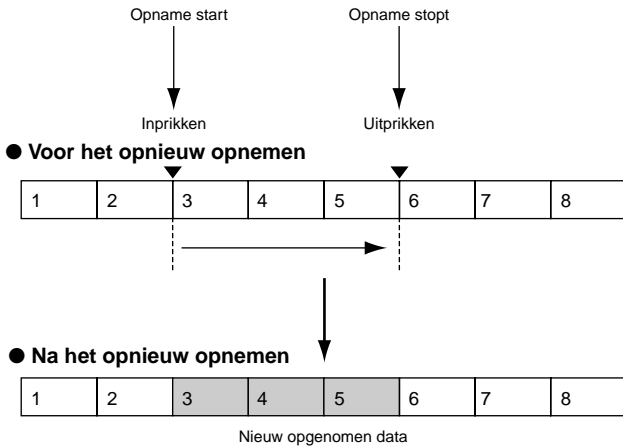 Opname start Opname stopt
Inprikken Uitprikken
● Voor het opnieuw opnemen
1 2 3 4 5 6 7 8
● Na het opnieuw opnemen
1 2 3 4 5 6 7 8
Nieuw opgenomen data